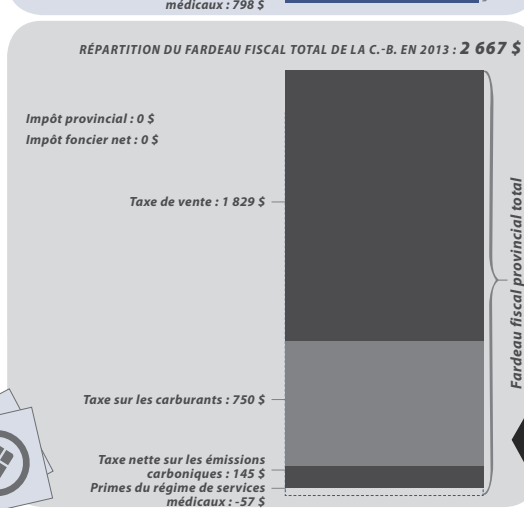 médicaux : 798 $
RÉPARTITION DU FARDEAU FISCAL TOTAL DE LA C.-B. EN 2013 : 2 667 $
Impôt provincial : 0 $
Impôt foncier net : 0 $
Taxe de vente : 1 829 $
Fardeau fiscal provincial total
Taxe sur les carburants : 750 $
Taxe nette sur les émissions
carboniques : 145 $
Primes du régime de services
médicaux : -57 $